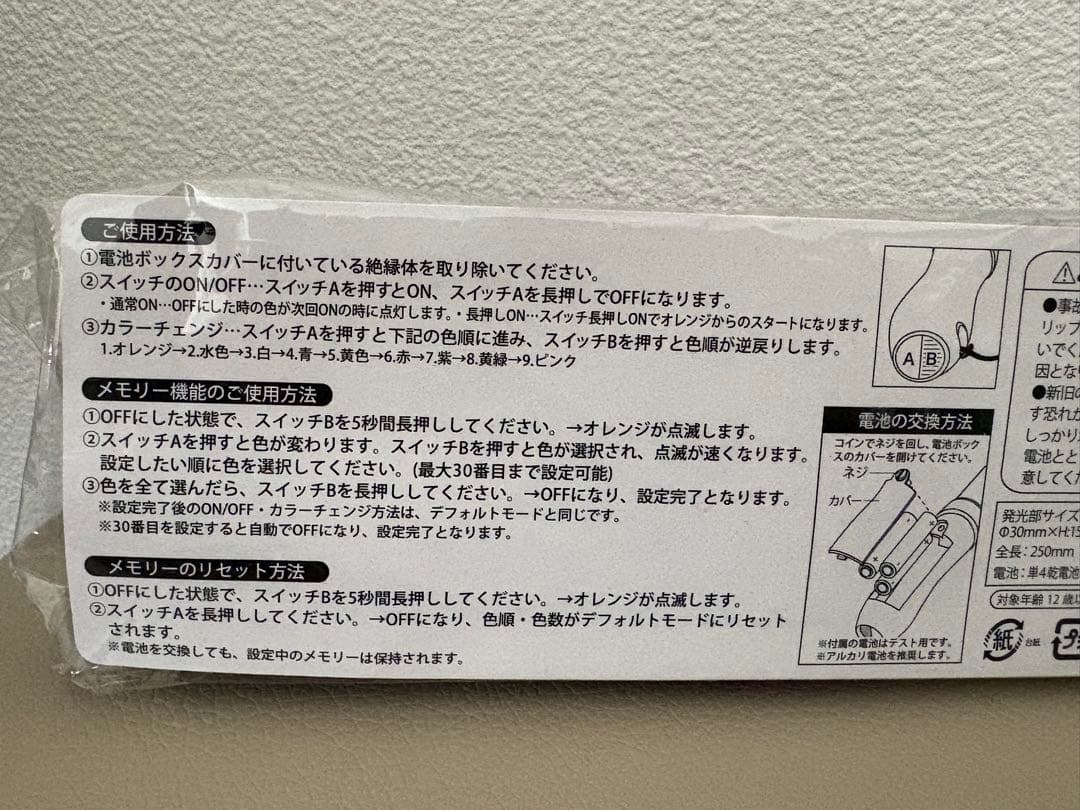 ご使用方法
①電池ボックスカバーに付いている絶縁体を取り除いてください。
②スイッチのON/OFF…スイッチAを押すとON、スイッチAを長押しでOFFになります。
・通常ON…OFFにした時の色が次回ONの時に点灯します。・長押しON…スイッチ長押しONでオレンジからのスタートになります。
③カラーチェンジ…スイッチAを押すと下記の色順に進み、スイッチBを押すと色順が逆戻りします。
1.オレンジ→2.水色→3.白→4.青→5.黄色→6.赤→7.紫→8.黄緑→9.ピンク
メモリー機能のご使用方法
①OFFにした状態で、スイッチBを5秒間長押ししてください。→オレンジが点滅します。
②スイッチAを押すと色が変わります。スイッチBを押すと色が選択され、点滅が速くなります。
設定したい順に色を選択してください。(最大30番目まで設定可能)
③色を全て選んだら、スイッチBを長押ししてください。→OFFになり、設定完了となります。
※設定完了後のON/OFF・カラーチェンジ方法は、デフォルトモードと同じです。
※30番目を設定すると自動でOFFになり、設定完了となります。
メモリーのリセット方法
①OFFにした状態で、スイッチBを5秒間長押ししてください。→オレンジが点滅します。
②スイッチAを長押ししてください。→OFFになり、色順・色数がデフォルトモードにリセット
されます。
※電池を交換しても、設定中のメモリーは保持されます。
A B
電池の交換方法
コインでネジを回し、電池ボック
スのカバーを開けてください。
ネジ
カバー
※付属の電池はテスト用です。
※アルカリ電池を推奨します。
●事故
リップ
いでく
因とな
●新旧の
す恐れが
しっかり
電池とと
意してくだ
発光部サイズ
Φ30mm×H:15
全長:250mm
電池:単4乾電池
対象年齢12歳以
紙
台紙
プラ